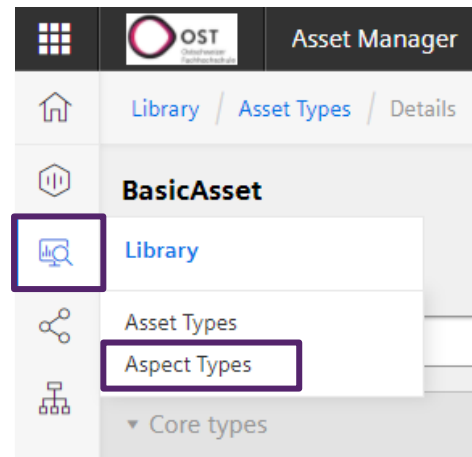 OST
Ostschweizer
Fachhochschule
Asset Manager
Library / Asset Types / Details
BasicAsset
Library
Asset Types
Aspect Types
Core types